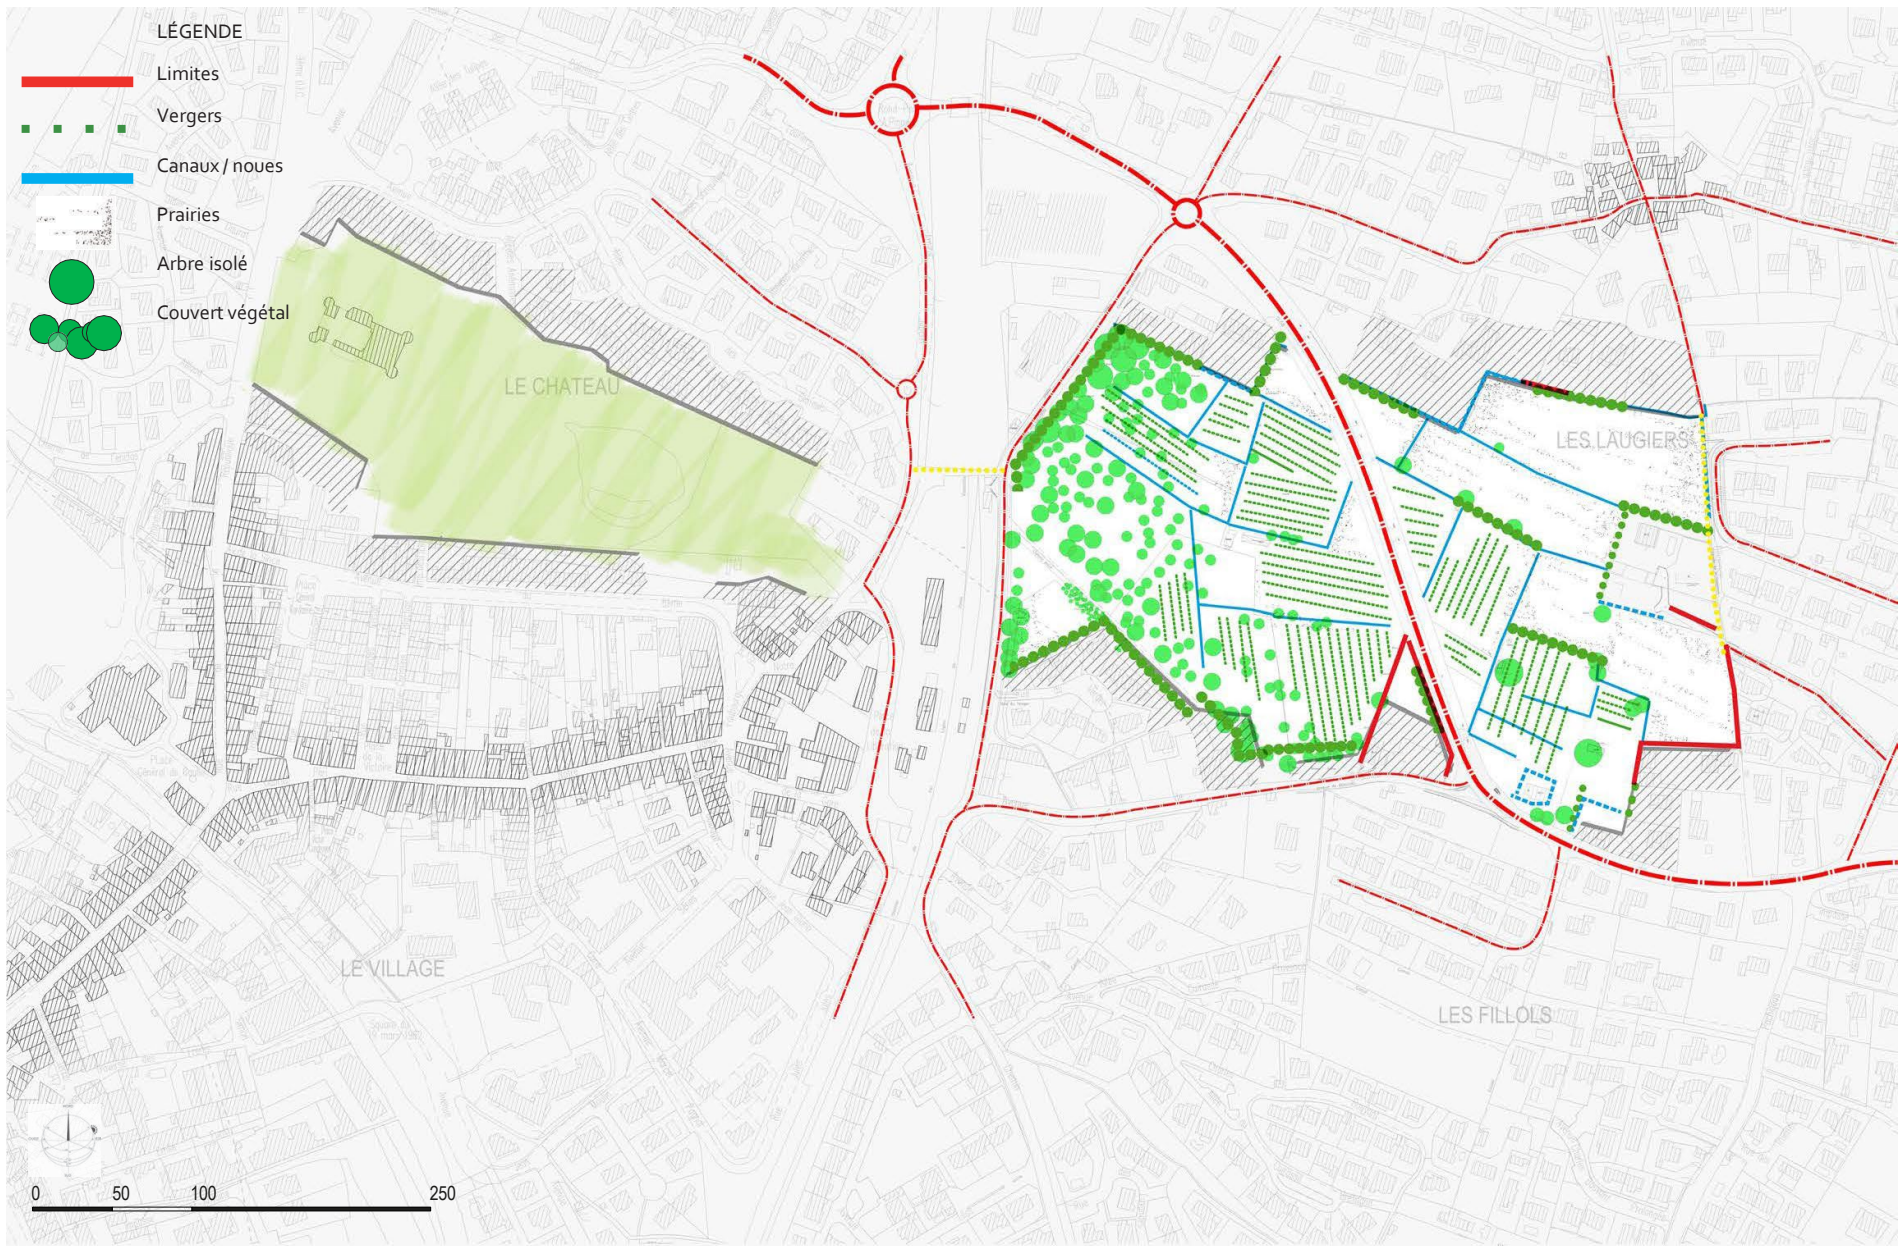 LÉGENDE
Limites
Vergers
Canaux / noues
Prairies
Arbre isolé
Couvert végétal
LE CHATEAU
LES LAUGIERS
LE VILLAGE
LES FILLOLS
0 50 100 250